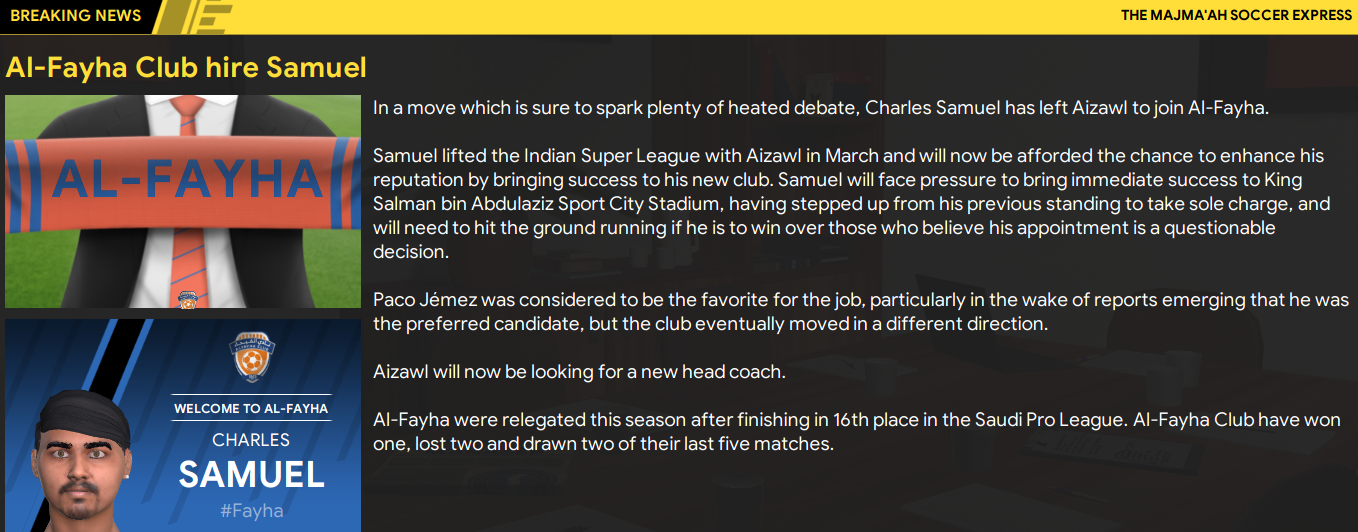 BREAKING NEWS
THE MAJMA'AH SOCCER EXPRESS
Al-Fayha Club hire Samuel
AL-FAYHA
In a move which is sure to spark plenty of heated debate, Charles Samuel has left Aizawl to join Al-Fayha.
Samuel lifted the Indian Super League with Aizawl in March and will now be afforded the chance to enhance his
reputation by bringing success to his new club. Samuel will face pressure to bring immediate success to King
Salman bin Abdulaziz Sport City Stadium, having stepped up from his previous standing to take sole charge, and
will need to hit the ground running if he is to win over those who believe his appointment is a questionable
decision.
Paco Jémez was considered to be the favorite for the job, particularly in the wake of reports emerging that he was
the preferred candidate, but the club eventually moved in a different direction.
Aizawl will now be looking for a new head coach.
Al-Fayha were relegated this season after finishing in 16th place in the Saudi Pro League. Al-Fayha Club have won
one, lost two and drawn two of their last five matches.
WELCOME TO AL-FAYHA
CHARLES
SAMUEL
#Fayha